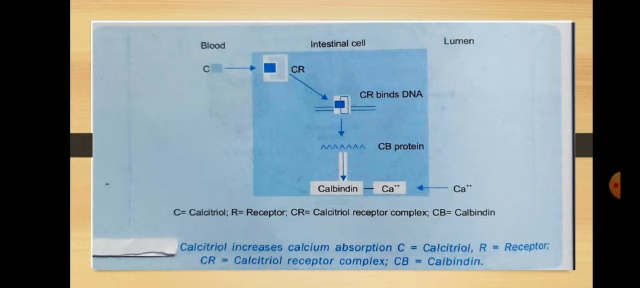 Blood Intestinal cell Lumen
C CR
CR binds DNA
CB protein
Calbindin Ca⁺⁺ Ca⁺⁺
C= Calcitriol; R= Receptor; CR= Calcitriol receptor complex; CB= Calbindin
Calcitriol increases calcium absorption C = Calcitriol, R = Receptor;
CR = Calcitriol receptor complex; CB = Calbindin.